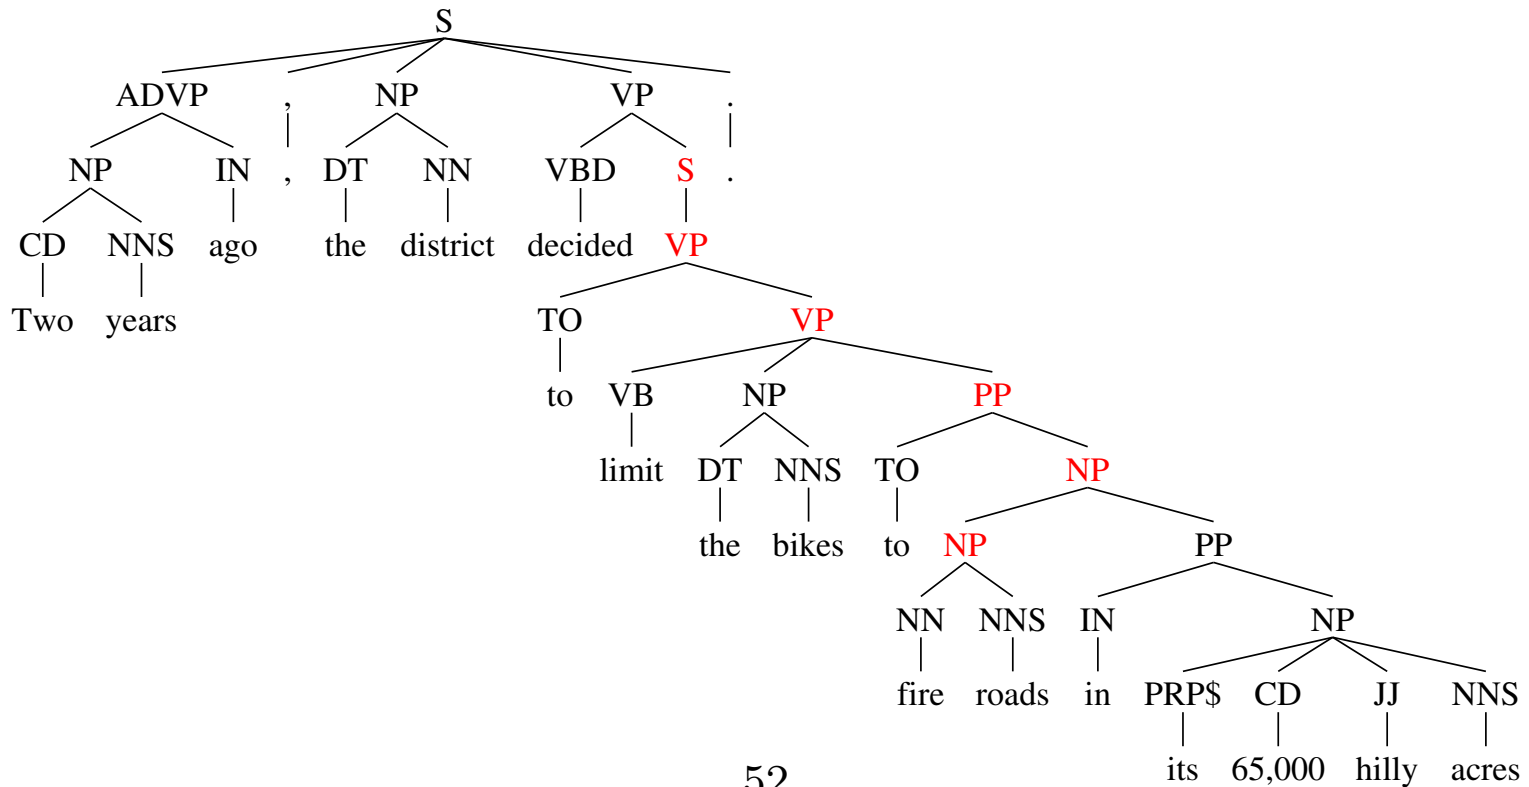 S
ADVP , NP VP .
NP IN , DT NN VBD S .
CD NNS ago the district decided VP
Two years TO VP
to VB NP PP
limit DT NNS TO NP
the bikes to NP PP
NN NNS IN NP
fire roads in PRP$ CD JJ NNS
52 its 65,000 hilly acres